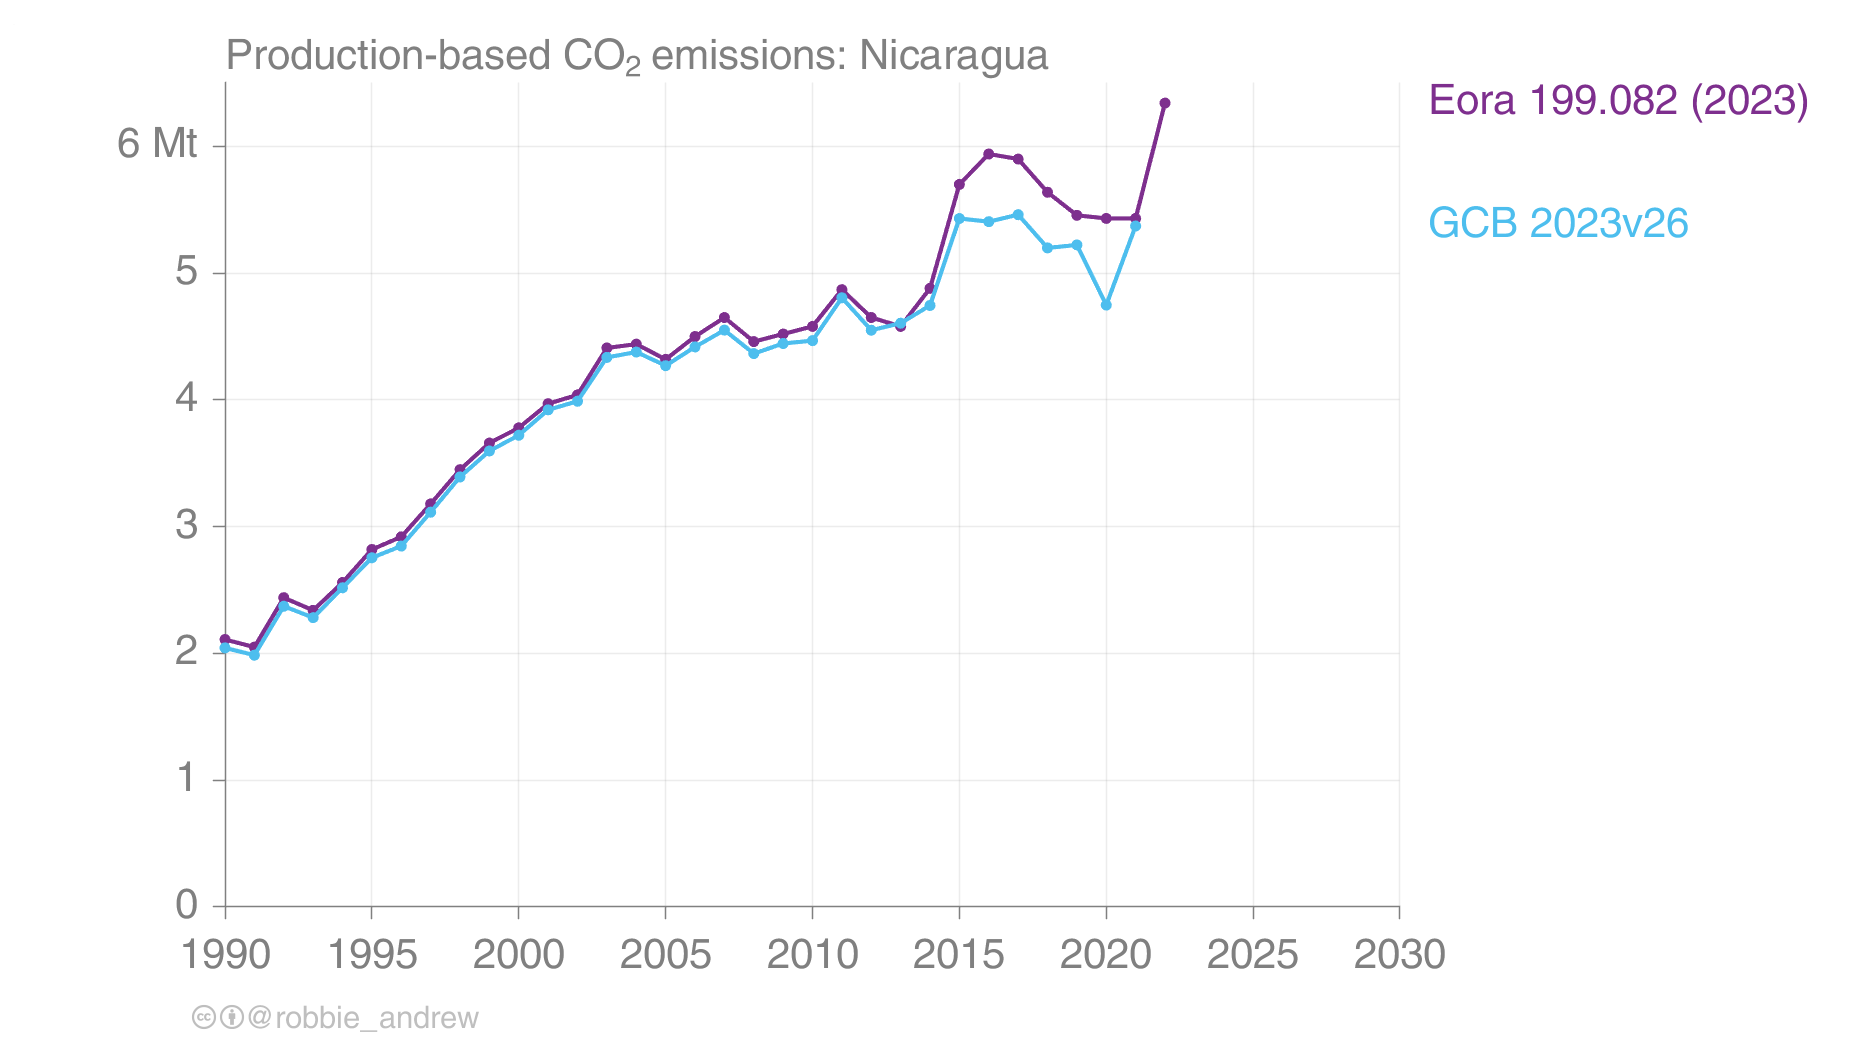 Production-based CO₂ emissions: Nicaragua
Eora 199.082 (2023)
GCB 2023v26
6 Mt
5
4
3
2
1
0
1990 1995 2000 2005 2010 2015 2020 2025 2030
@robbie_andrew